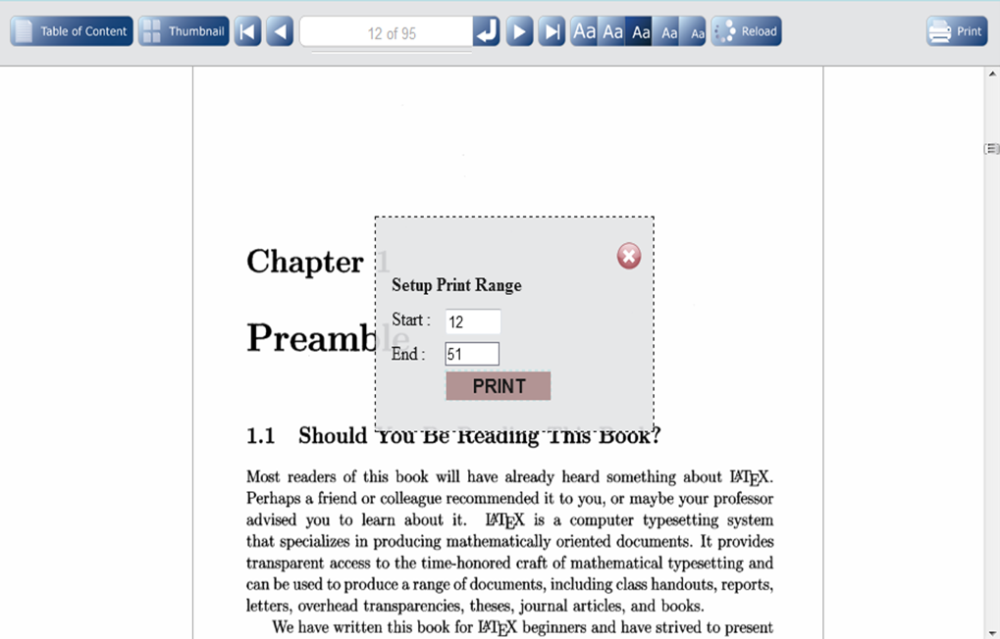 Table of Content Thumbnail 12 of 95 Aa Aa Aa Aa Aa Reload Print
Chapter 1
Setup Print Range
Start : 12
Preamble
End : 51
PRINT
1.1 Should You Be Reading This Book?
Most readers of this book will have already heard something about LATEX.
Perhaps a friend or colleague recommended it to you, or maybe your professor
advised you to learn about it. LATEX is a computer typesetting system
that specializes in producing mathematically oriented documents. It provides
transparent access to the time-honored craft of mathematical typesetting and
can be used to produce a range of documents, including class handouts, reports,
letters, overhead transparencies, theses, journal articles, and books.
We have written this book for LATEX beginners and have strived to present